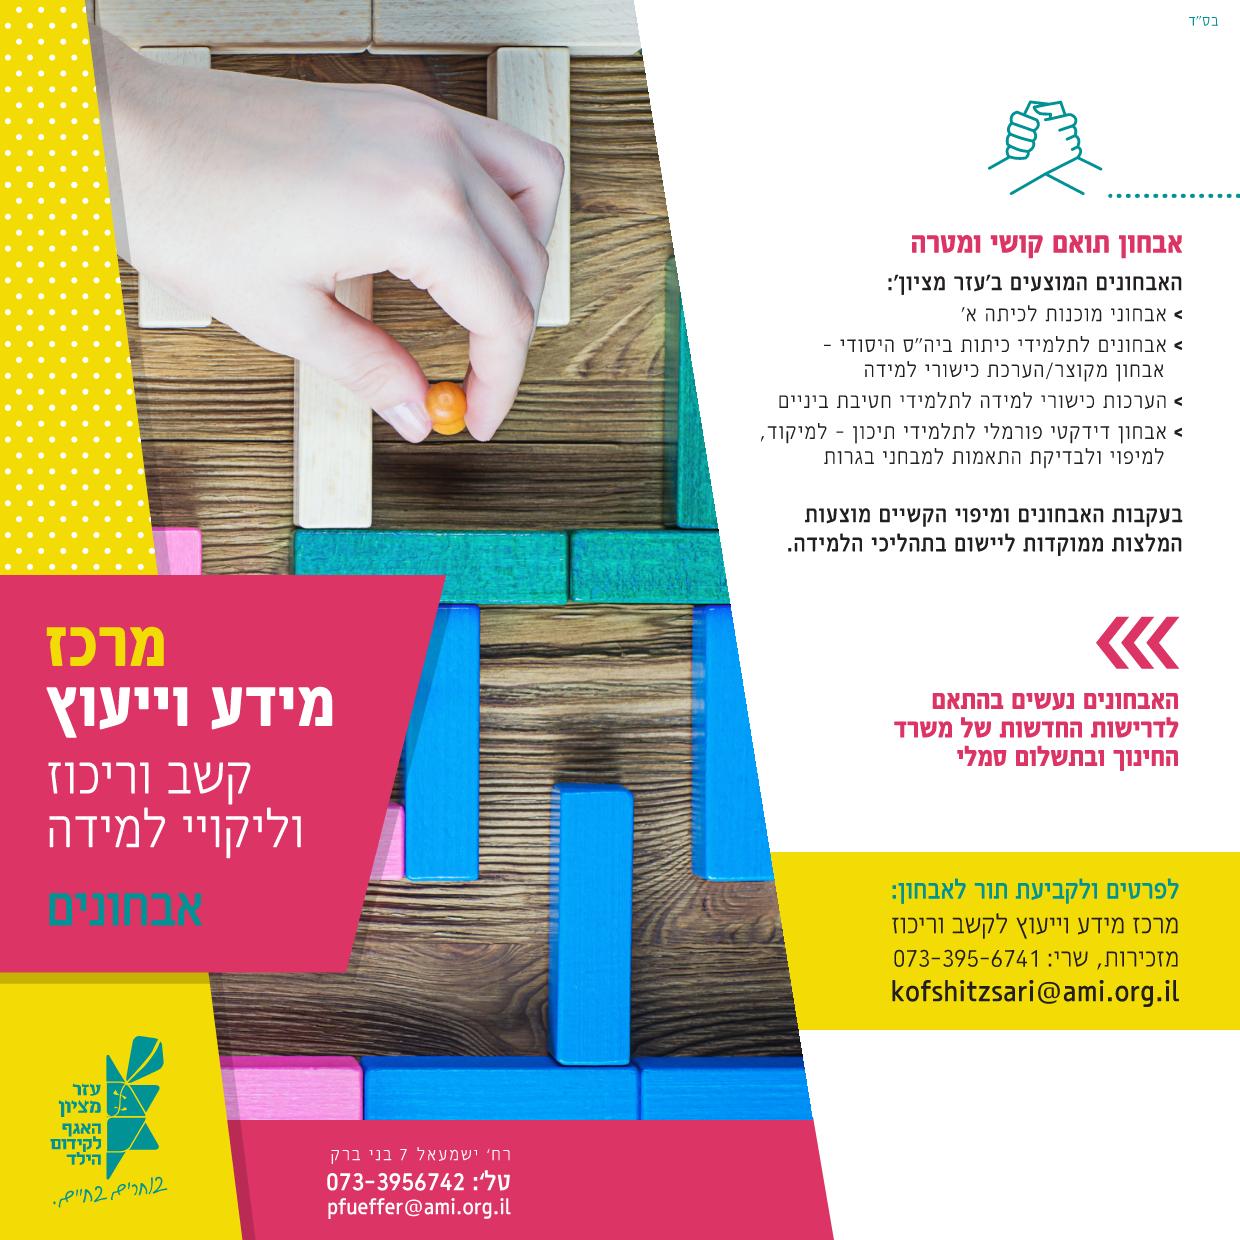 בס"ד
אבחון תואם קושי ומטרה
האבחונים המוצעים ב'עזר מציון':
> אבחוני מוכנות לכיתה א'
> אבחונים לתלמידי כיתות ביה"ס היסודי -
אבחון מקוצר/הערכת כישורי למידה
> הערכות כישורי למידה לתלמידי חטיבת ביניים
> אבחון דידקטי פורמלי לתלמידי תיכון - למיקוד,
למיפוי ולבדיקת התאמות למבחני בגרות
בעקבות האבחונים ומיפוי הקשיים מוצעות
המלצות ממוקדות ליישום בתהליכי הלמידה.
האבחונים נעשים בהתאם
לדרישות החדשות של משרד
החינוך ובתשלום סמלי
לפרטים ולקביעת תור לאבחון:
מרכז מידע וייעוץ לקשב וריכוז
מזכירות, שרי: 073-395-6741
kofshitzsari@ami.org.il
מרכז
מידע וייעוץ
קשב וריכוז
וליקויי למידה
אבחונים
עזר
מציון
האגף
לקידום
הילד
בוחרים בחיים.
רח' ישמעאל 7 בני ברק
טל': 073-3956742
pfueffer@ami.org.il